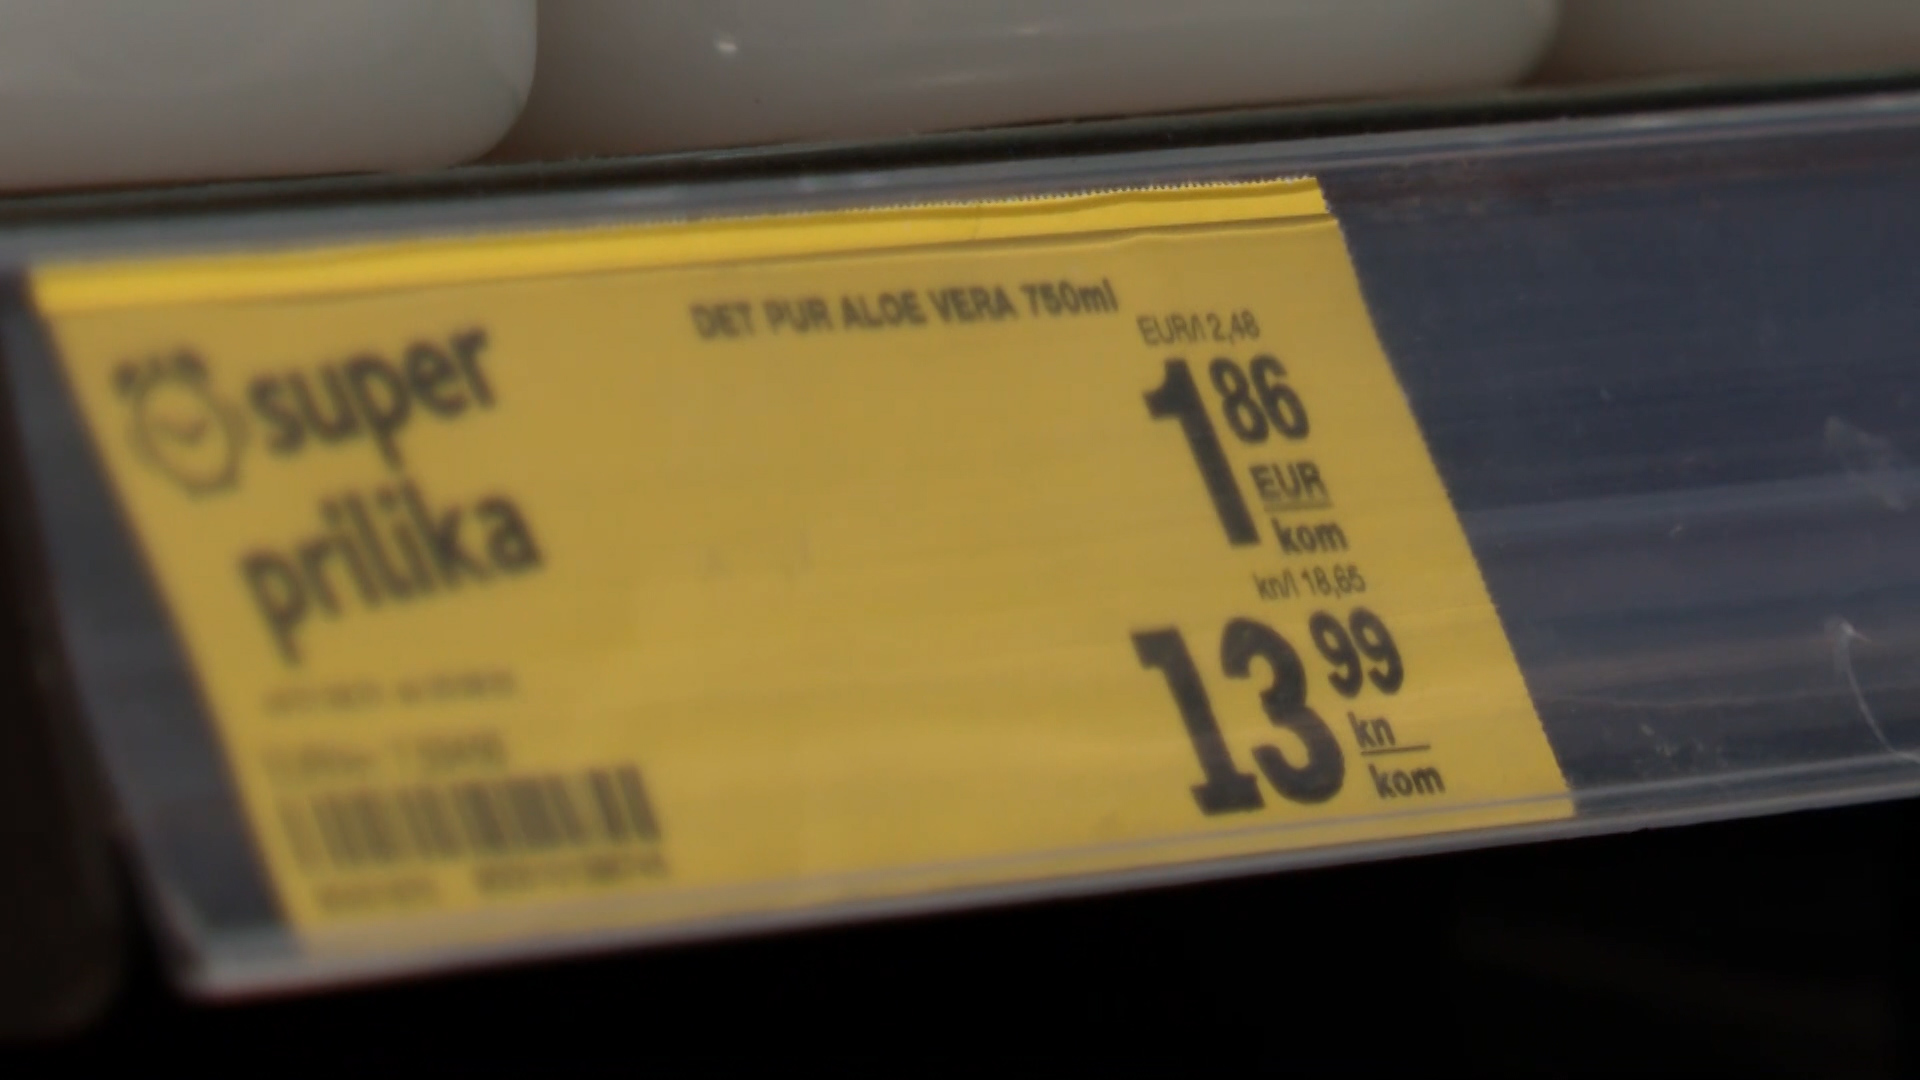 super
prilika
DET PUR ALOE VERA 750ml
EUR/l 2,48
1 86
EUR
kom
kn/l 18,65
13 99
kn
kom